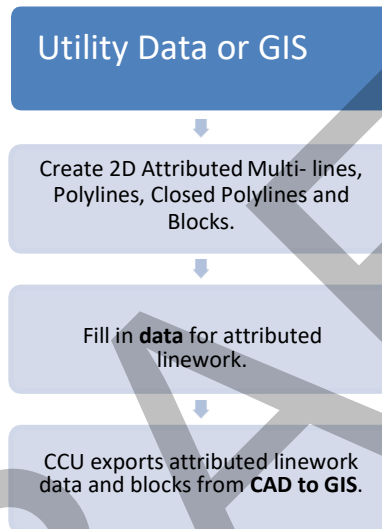 Utility Data or GIS
Create 2D Attributed Multi- lines,
Polylines, Closed Polylines and
Blocks.
Fill in data for attributed
linework.
CCU exports attributed linework
data and blocks from CAD to GIS.